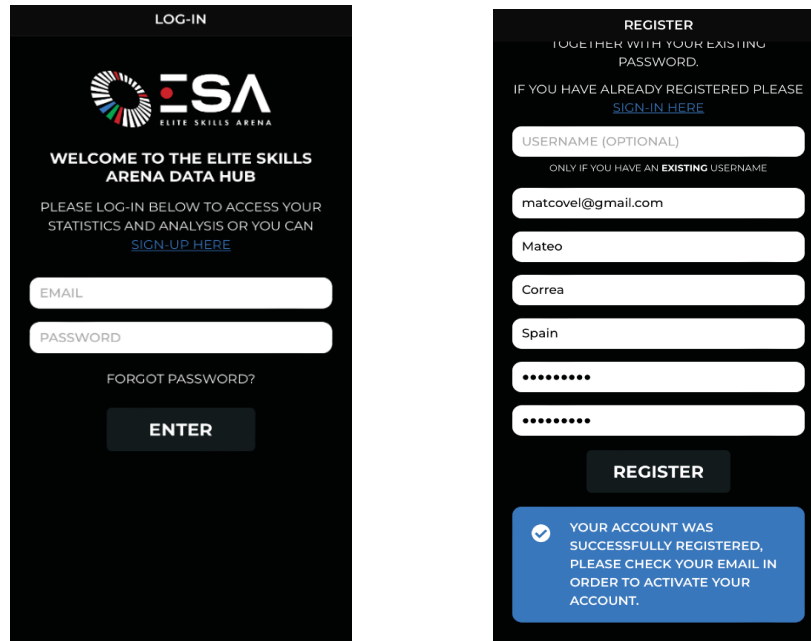 LOG-IN
ESA
ELITE SKILLS ARENA
WELCOME TO THE ELITE SKILLS
ARENA DATA HUB
PLEASE LOG-IN BELOW TO ACCESS YOUR
STATISTICS AND ANALYSIS OR YOU CAN
SIGN-UP HERE
EMAIL
PASSWORD
FORGOT PASSWORD?
ENTER
REGISTER
TOGETHER WITH YOUR EXISTING
PASSWORD.
IF YOU HAVE ALREADY REGISTERED PLEASE
SIGN-IN HERE
USERNAME (OPTIONAL)
ONLY IF YOU HAVE AN EXISTING USERNAME
matcovel@gmail.com
Mateo
Correa
Spain
•••••••••
•••••••••
REGISTER
YOUR ACCOUNT WAS
SUCCESSFULLY REGISTERED,
PLEASE CHECK YOUR EMAIL IN
ORDER TO ACTIVATE YOUR
ACCOUNT.